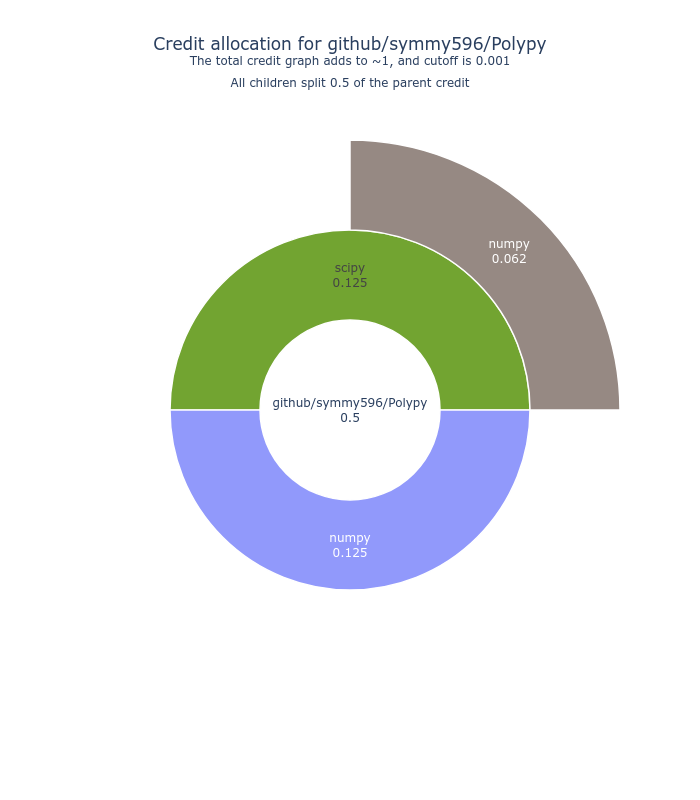 Credit allocation for github/symmy596/Polypy
The total credit graph adds to ~1, and cutoff is 0.001
All children split 0.5 of the parent credit
numpy
0.062
scipy
0.125
github/symmy596/Polypy
0.5
numpy
0.125